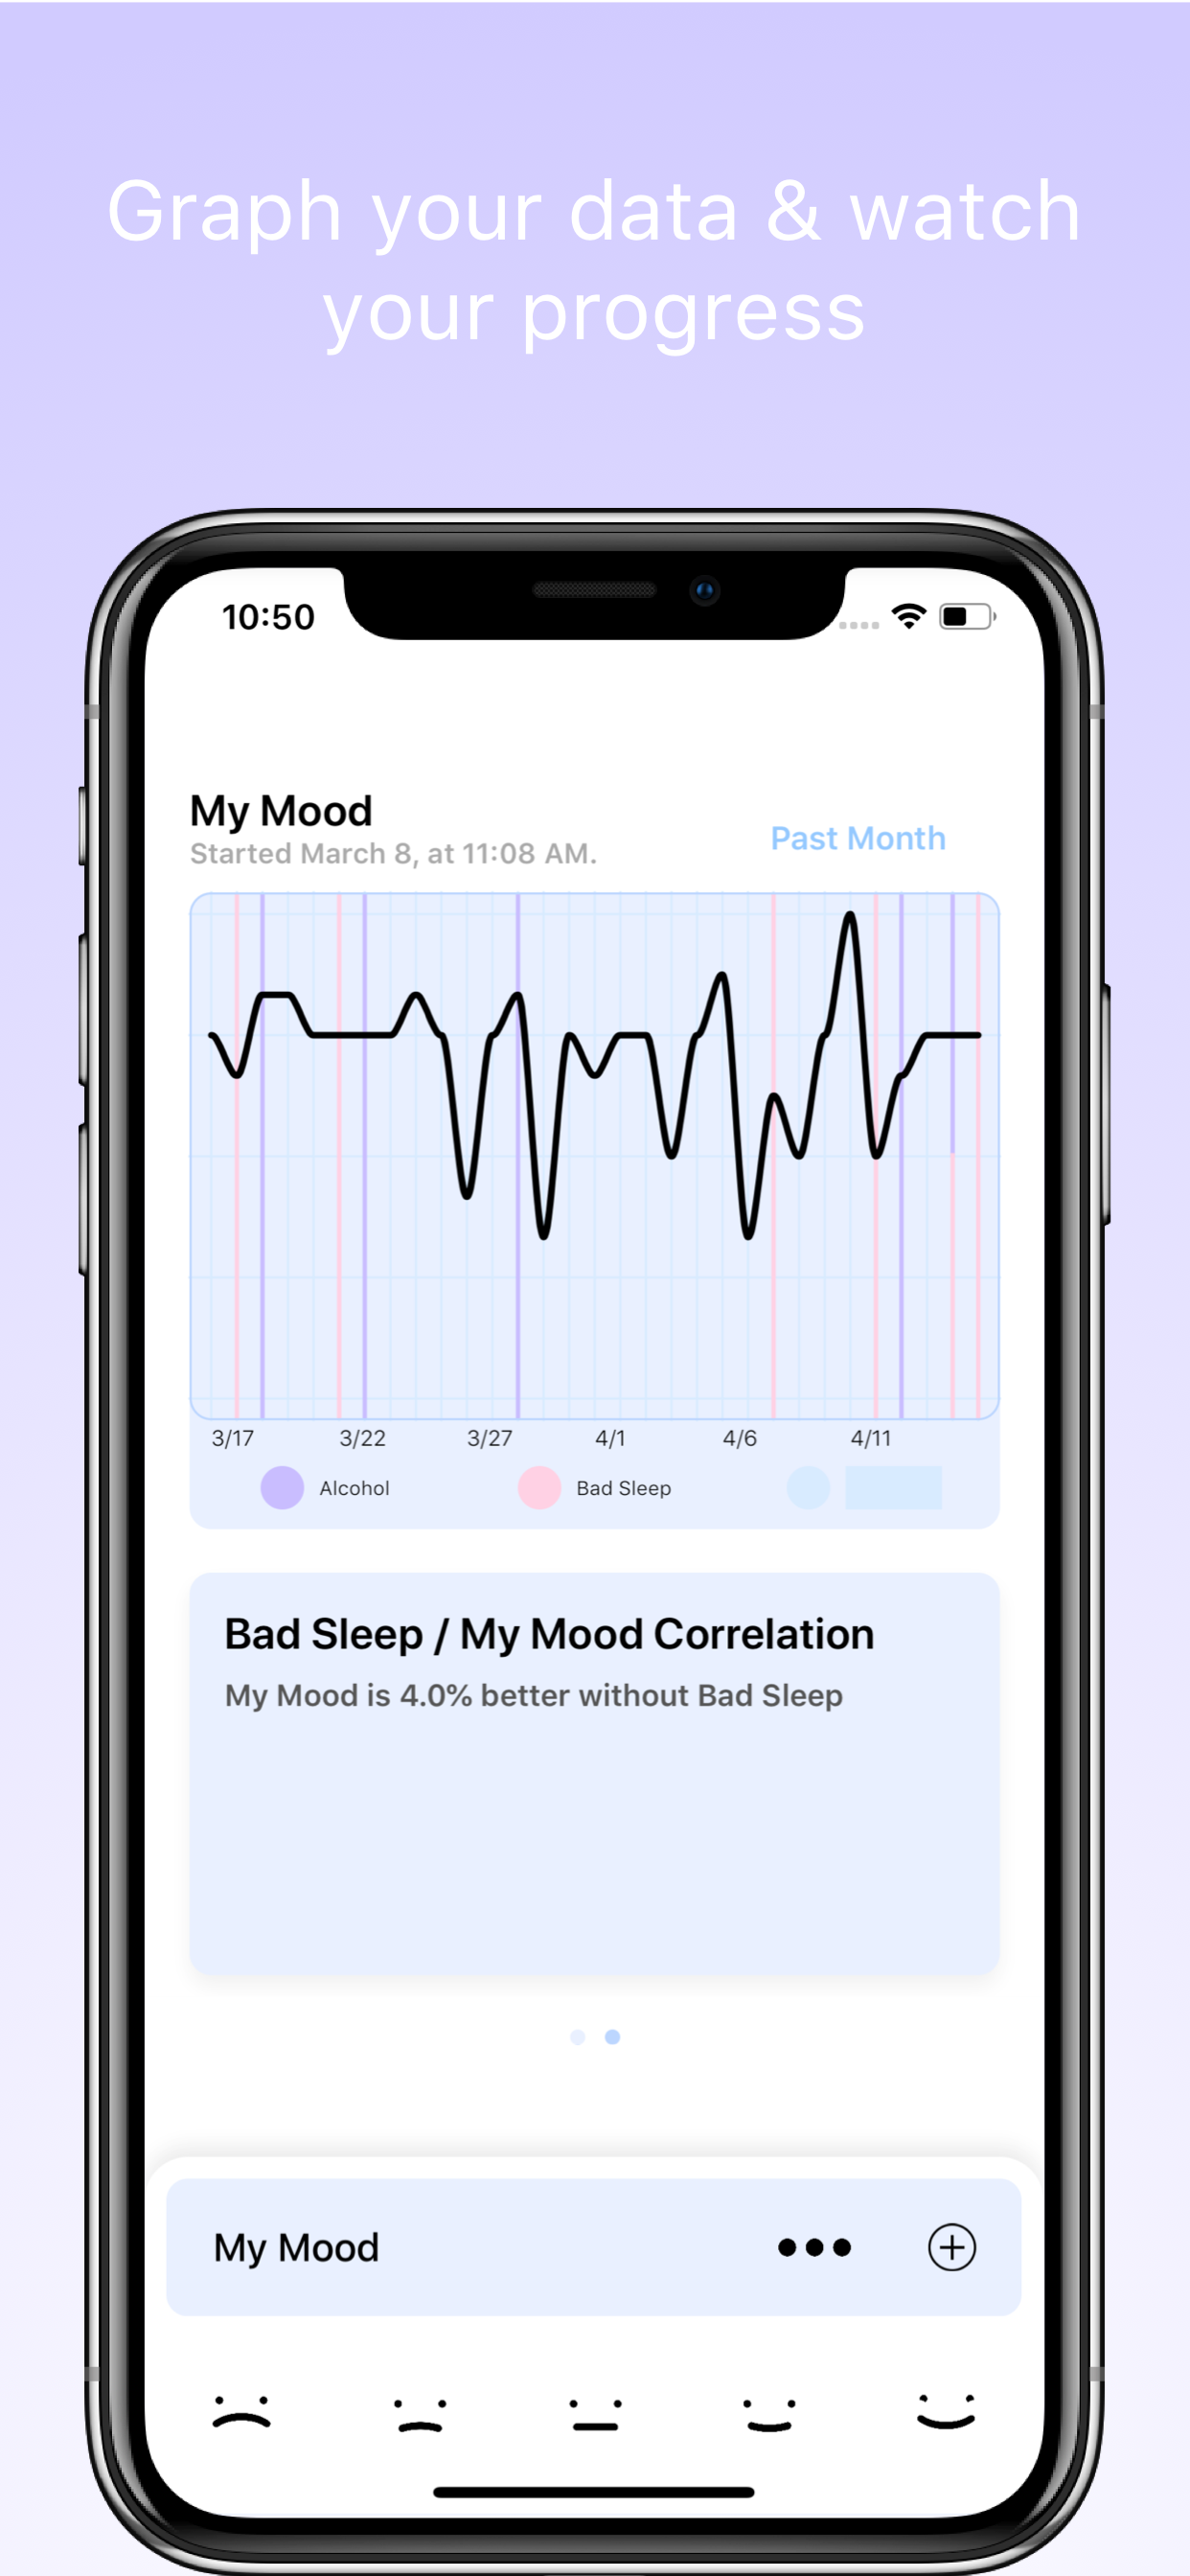 Graph your data & watch
your progress
10:50
My Mood
Started March 8, at 11:08 AM.
Past Month
3/17 3/22 3/27 4/1 4/6 4/11
Alcohol Bad Sleep
Bad Sleep / My Mood Correlation
My Mood is 4.0% better without Bad Sleep
My Mood